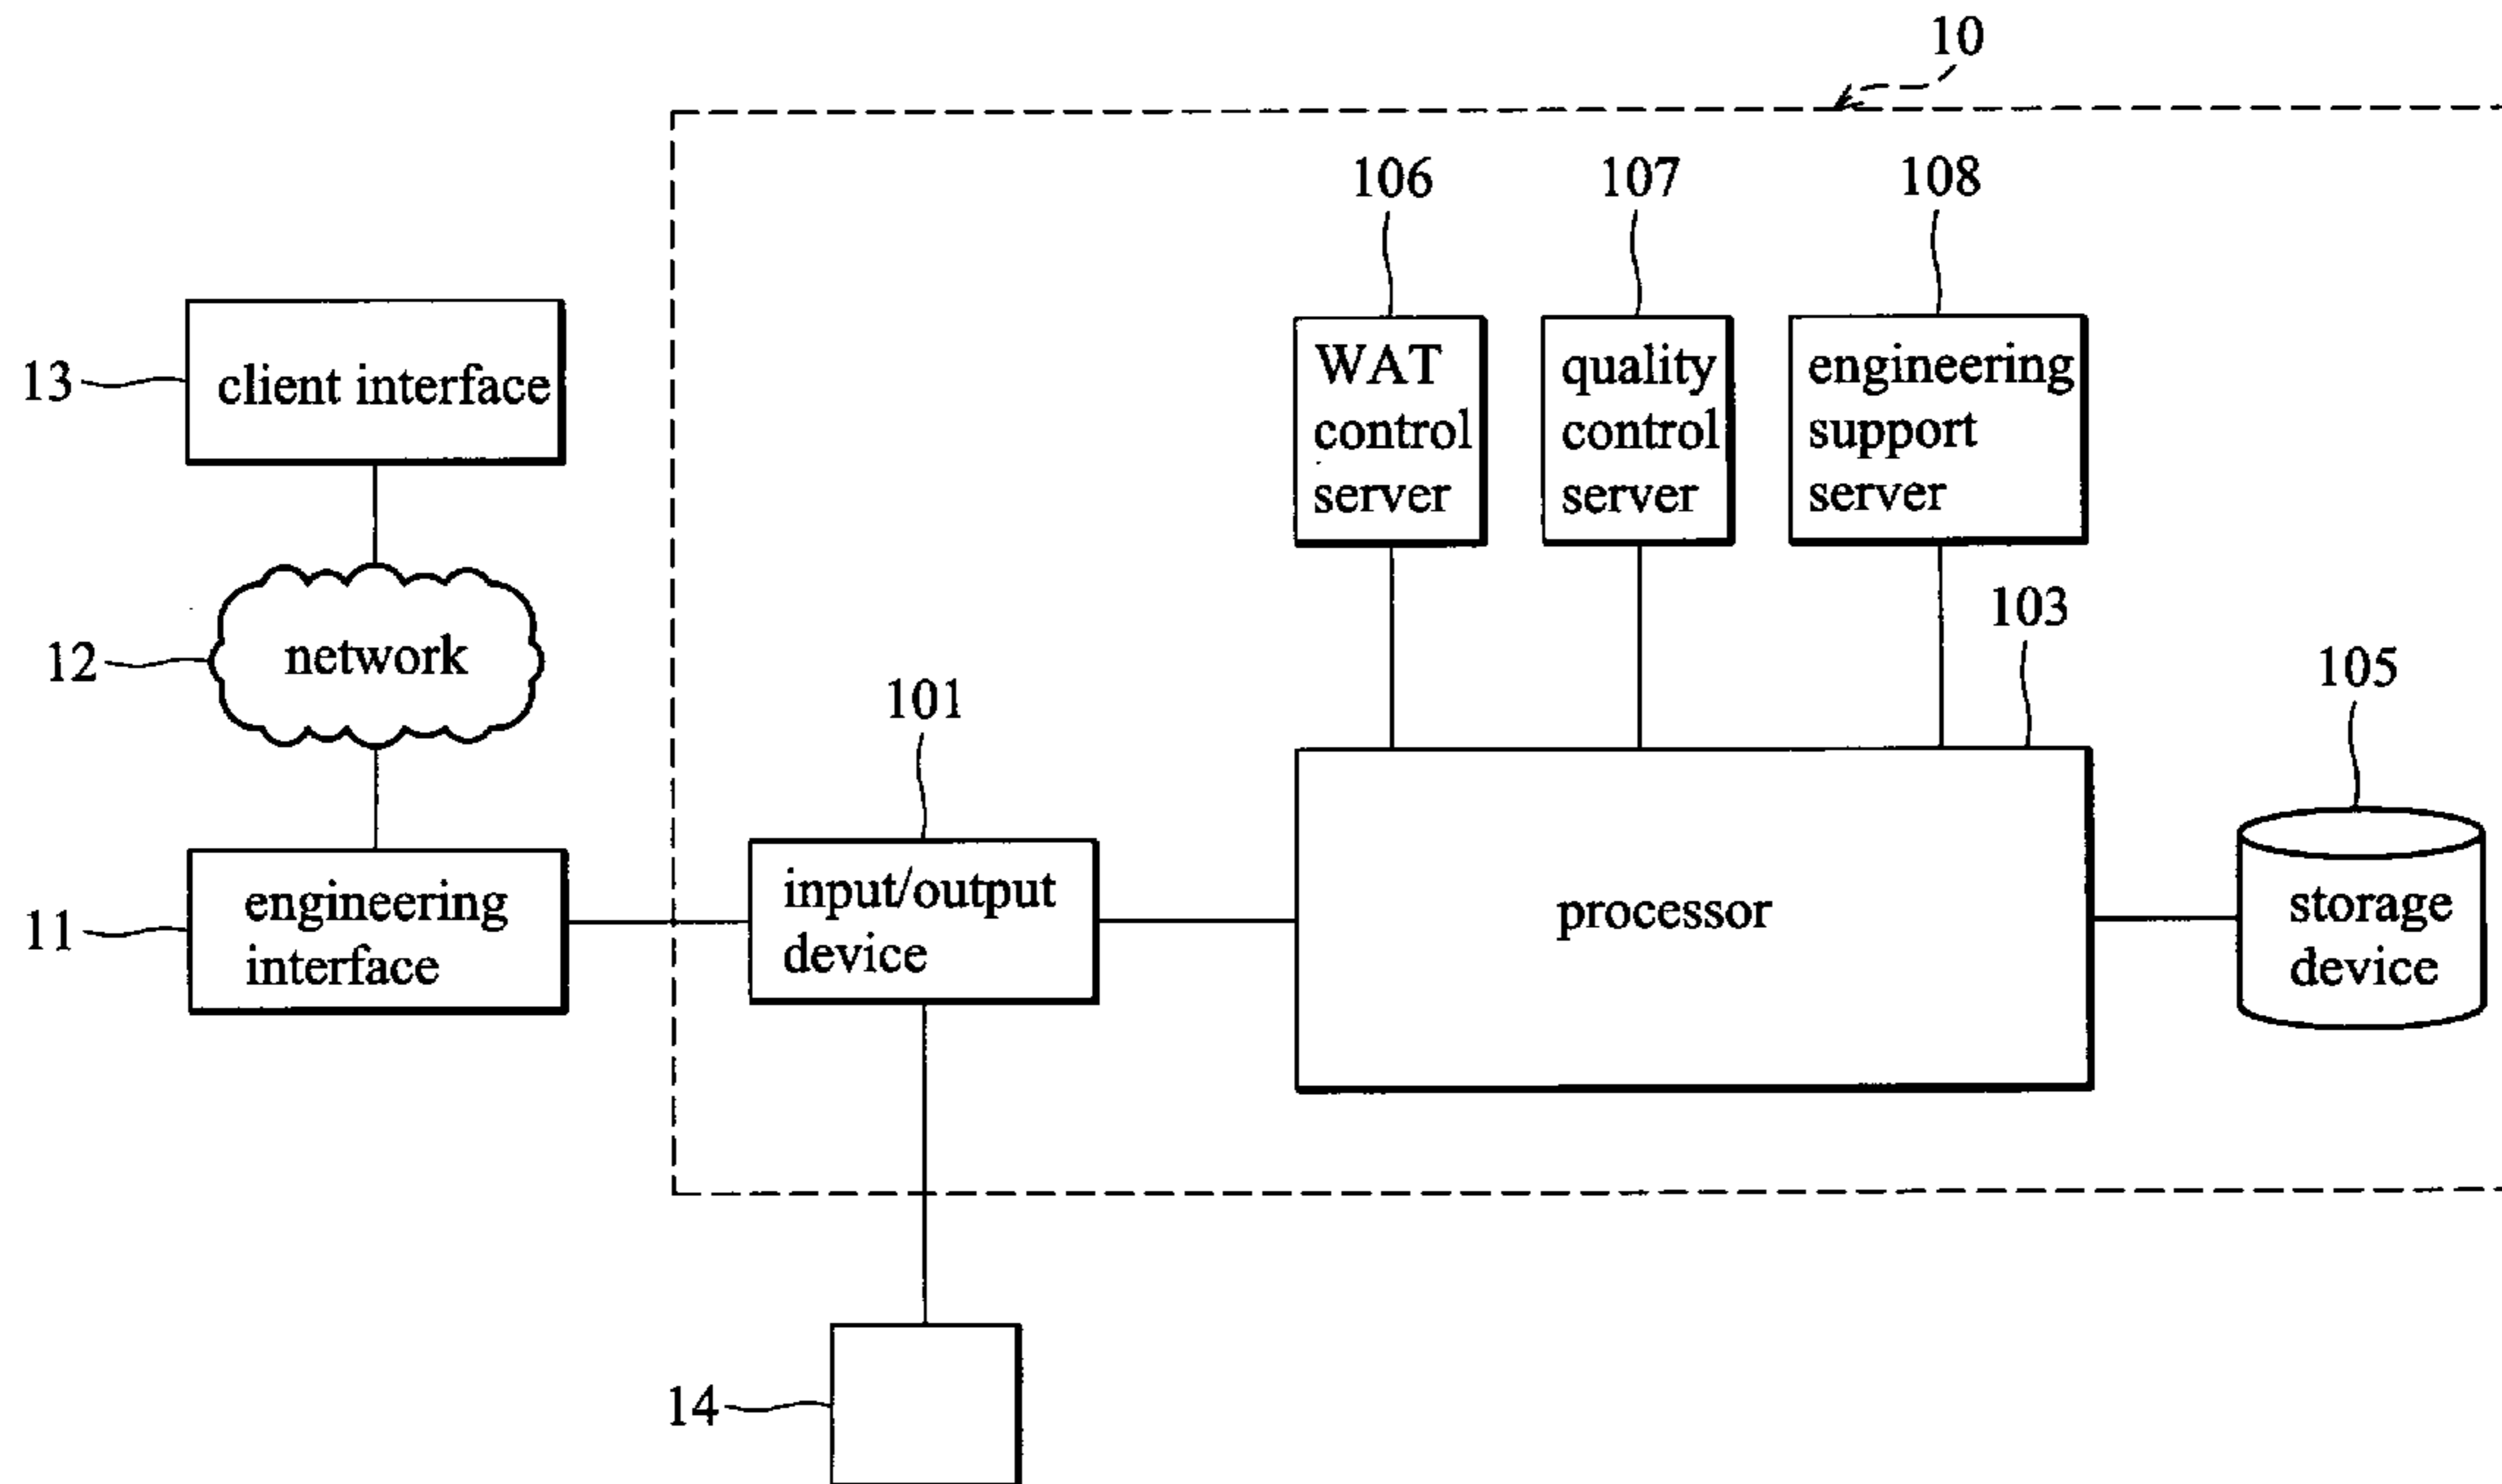 10
106
107
108
WAT
control
server
quality
control
server
engineering
support
server
13
client interface
103
12
network
105
101
11
engineering
interface
input/output
device
processor
storage
device
14